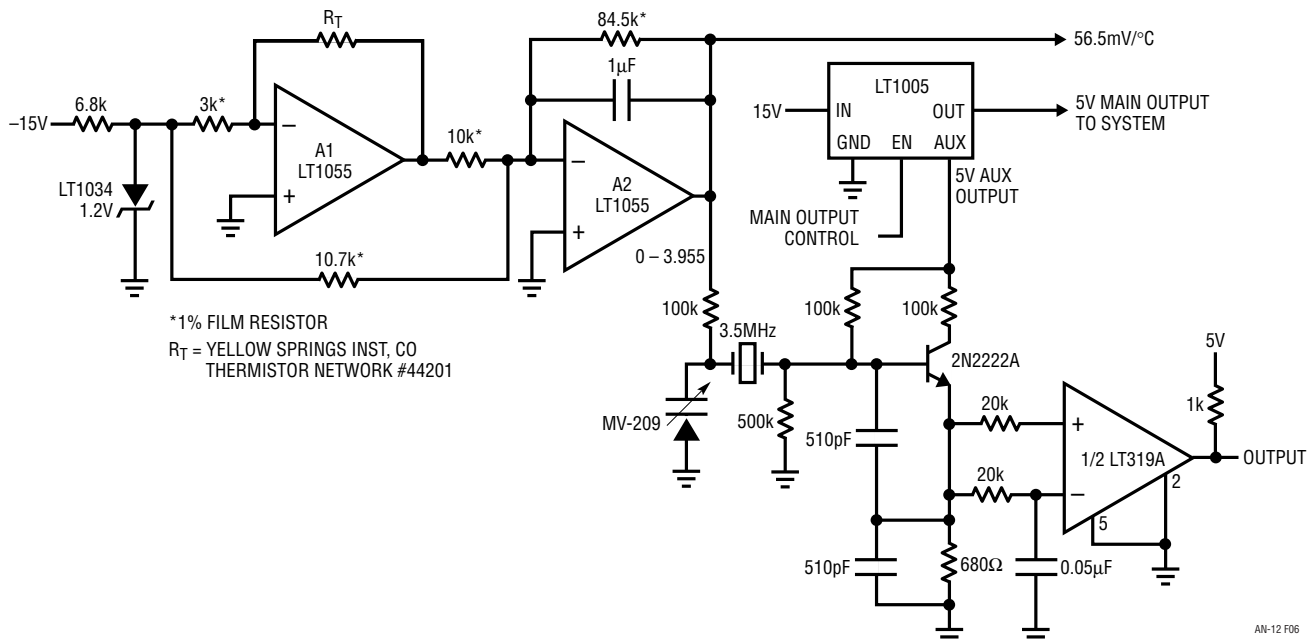 R_T
84.5k*
56.5mV/°C
1µF
LT1005
6.8k
3k*
–15V
15V
IN
OUT
5V MAIN OUTPUT
TO SYSTEM
10k*
GND
EN
AUX
–
A1
LT1055
+
–
A2
LT1055
+
5V AUX
OUTPUT
LT1034
1.2V
MAIN OUTPUT
CONTROL
10.7k*
0 – 3.955
100k
100k
100k
*1% FILM RESISTOR
3.5MHz
R_T = YELLOW SPRINGS INST, CO
THERMISTOR NETWORK #44201
2N2222A
5V
MV-209
500k
510pF
20k
1k
+
1/2 LT319A
OUTPUT
20k
–
2
5
510pF
680Ω
0.05µF
AN-12 F06